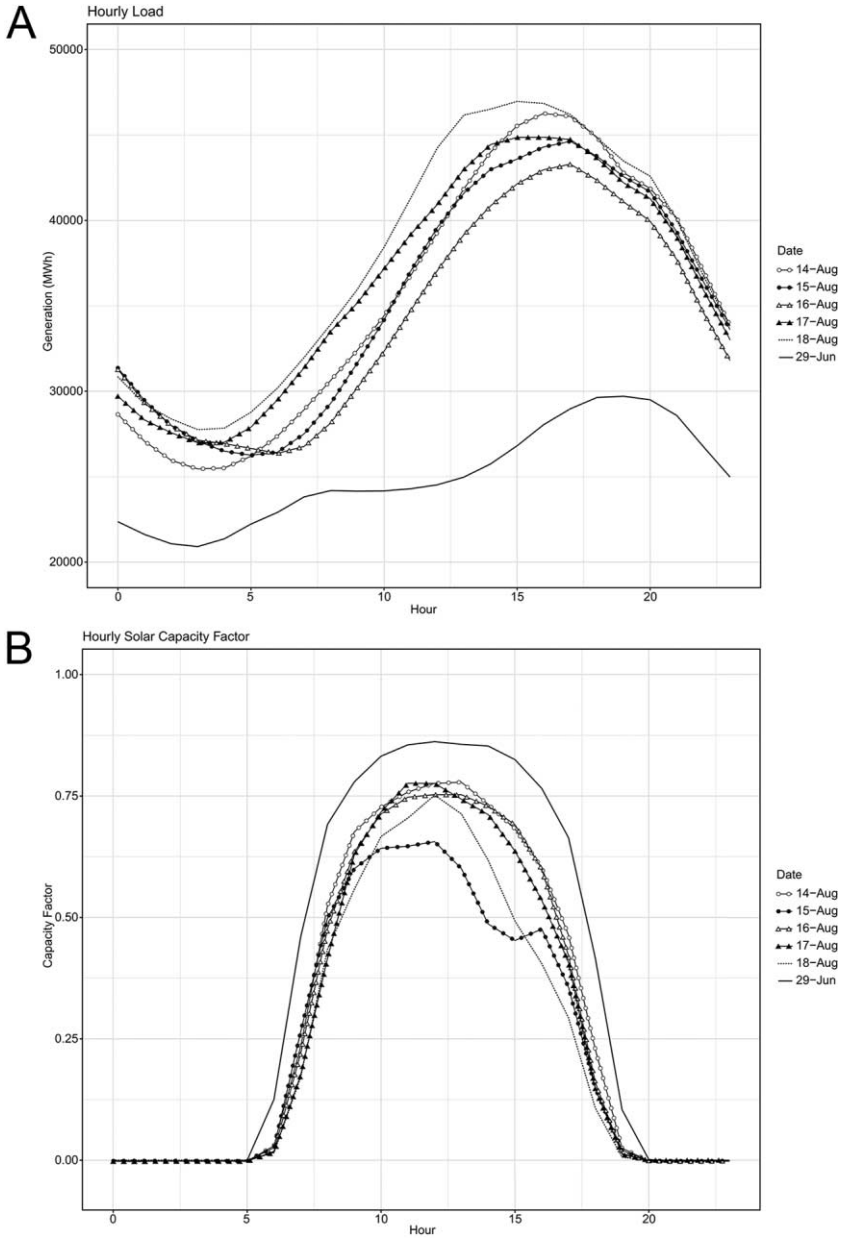 A
Hourly Load
50000
40000
30000
20000
Generation (MWh)
0
5
10
15
20
Hour
Date
14−Aug
15−Aug
16−Aug
17−Aug
18−Aug
29−Jun
B
Hourly Solar Capacity Factor
1.00
0.75
0.50
0.25
0.00
Capacity Factor
0
5
10
15
20
Hour
Date
14−Aug
15−Aug
16−Aug
17−Aug
18−Aug
29−Jun